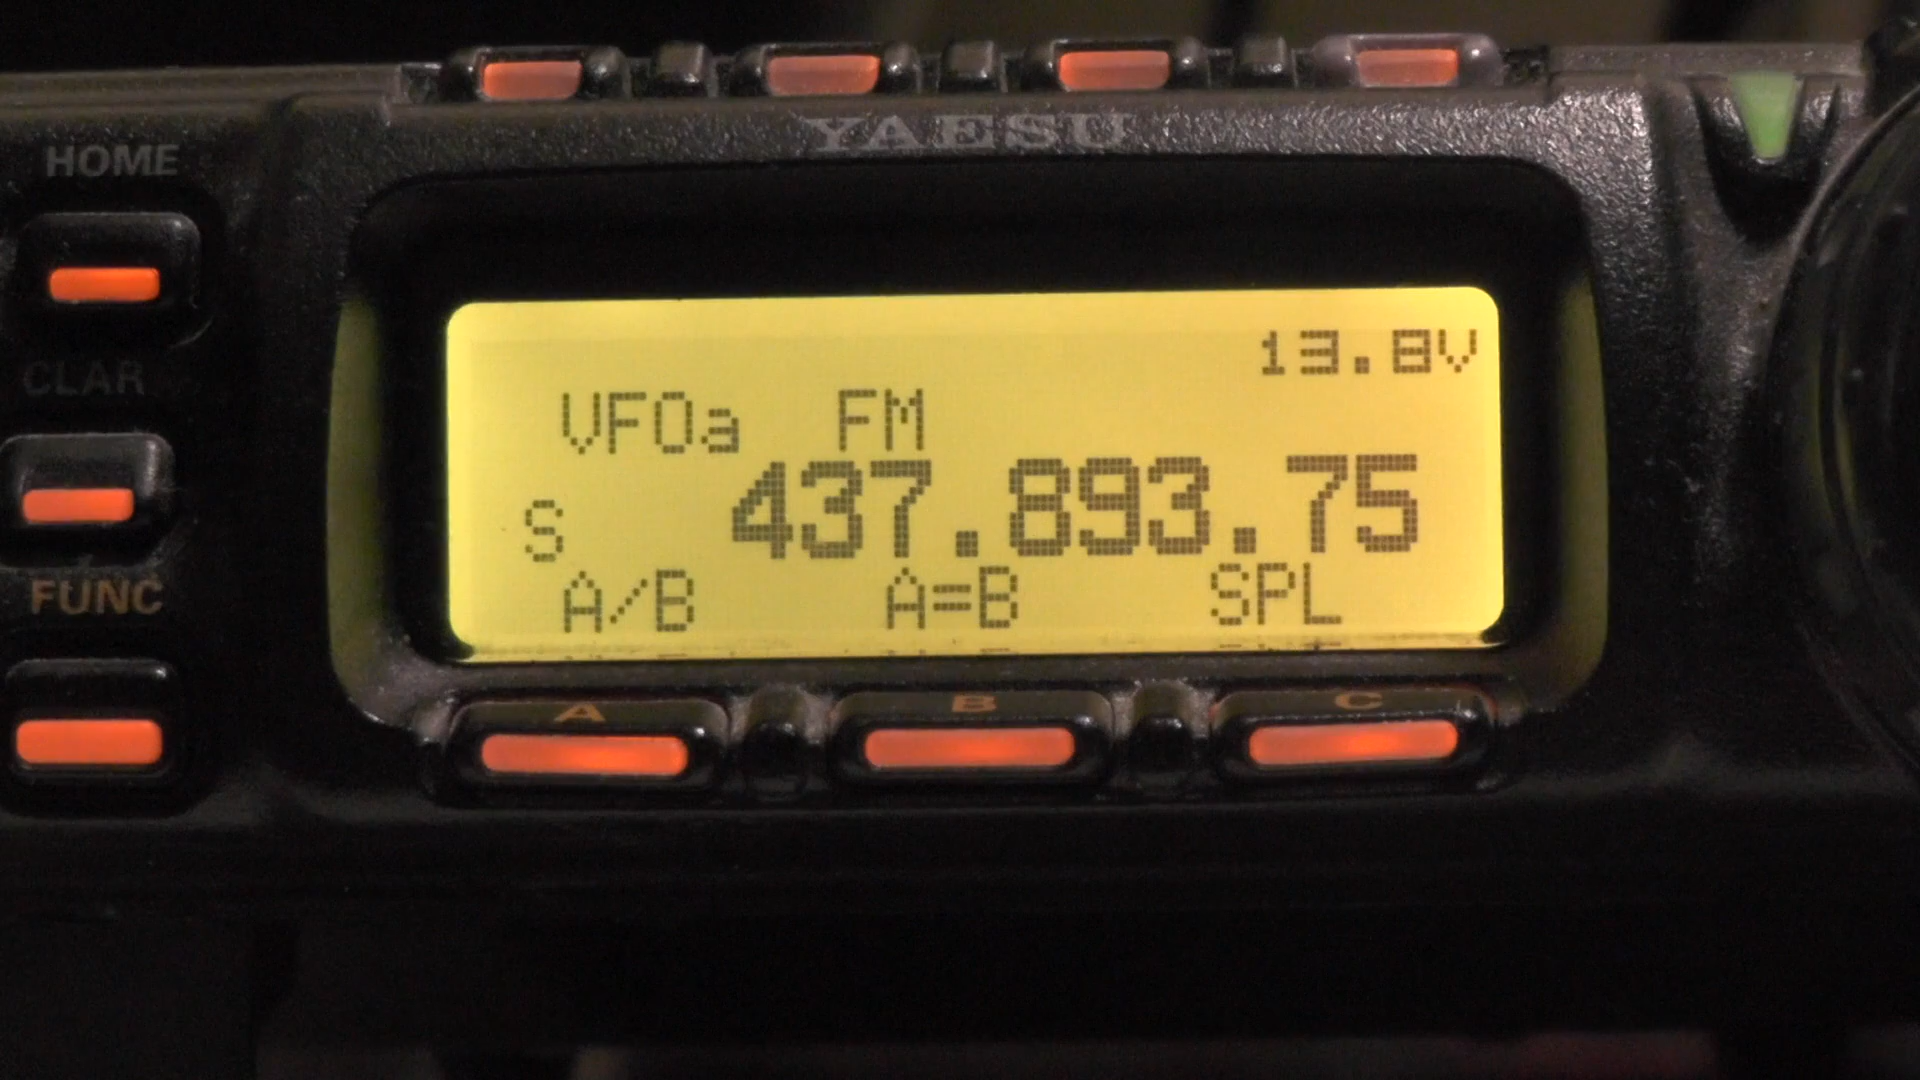 YAESU
HOME
CLAR
FUNC
13.8V
VFOa FM
S 437.893.75
A/B A=B SPL
A B C